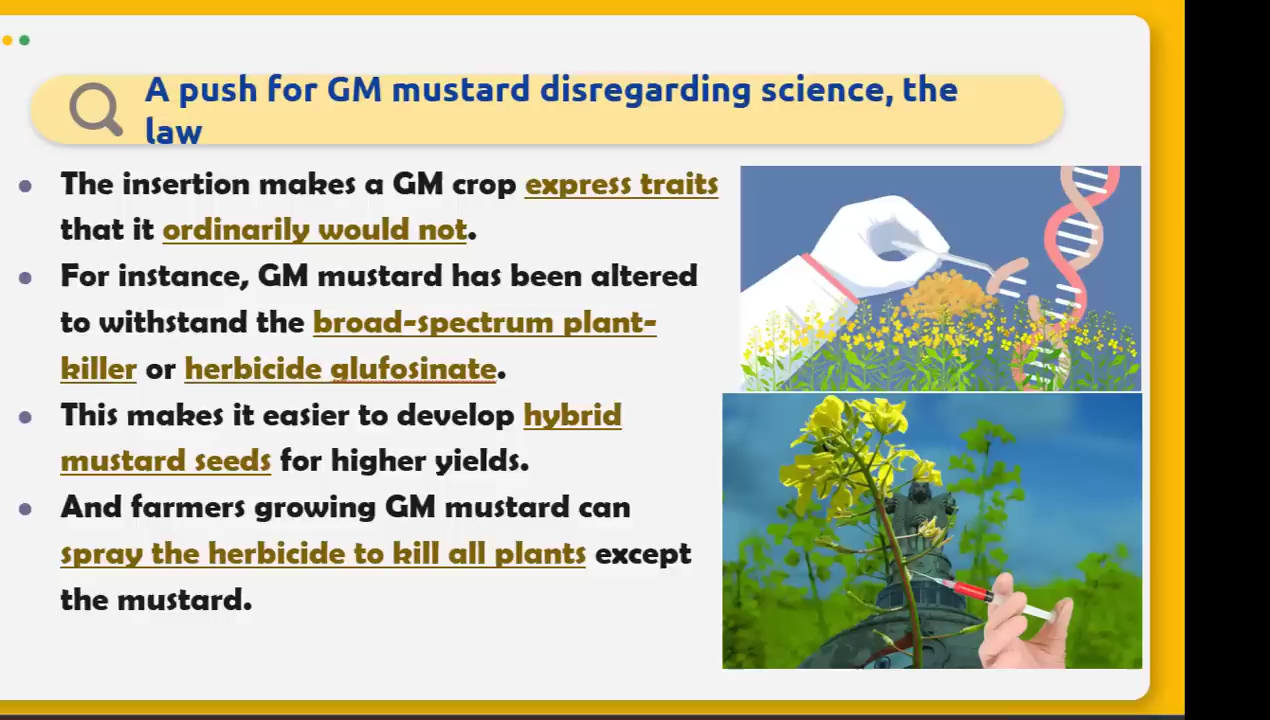 A push for GM mustard disregarding science, the
law
The insertion makes a GM crop express traits
that it ordinarily would not.
For instance, GM mustard has been altered
to withstand the broad-spectrum plant-
killer or herbicide glufosinate.
This makes it easier to develop hybrid
mustard seeds for higher yields.
And farmers growing GM mustard can
spray the herbicide to kill all plants except
the mustard.